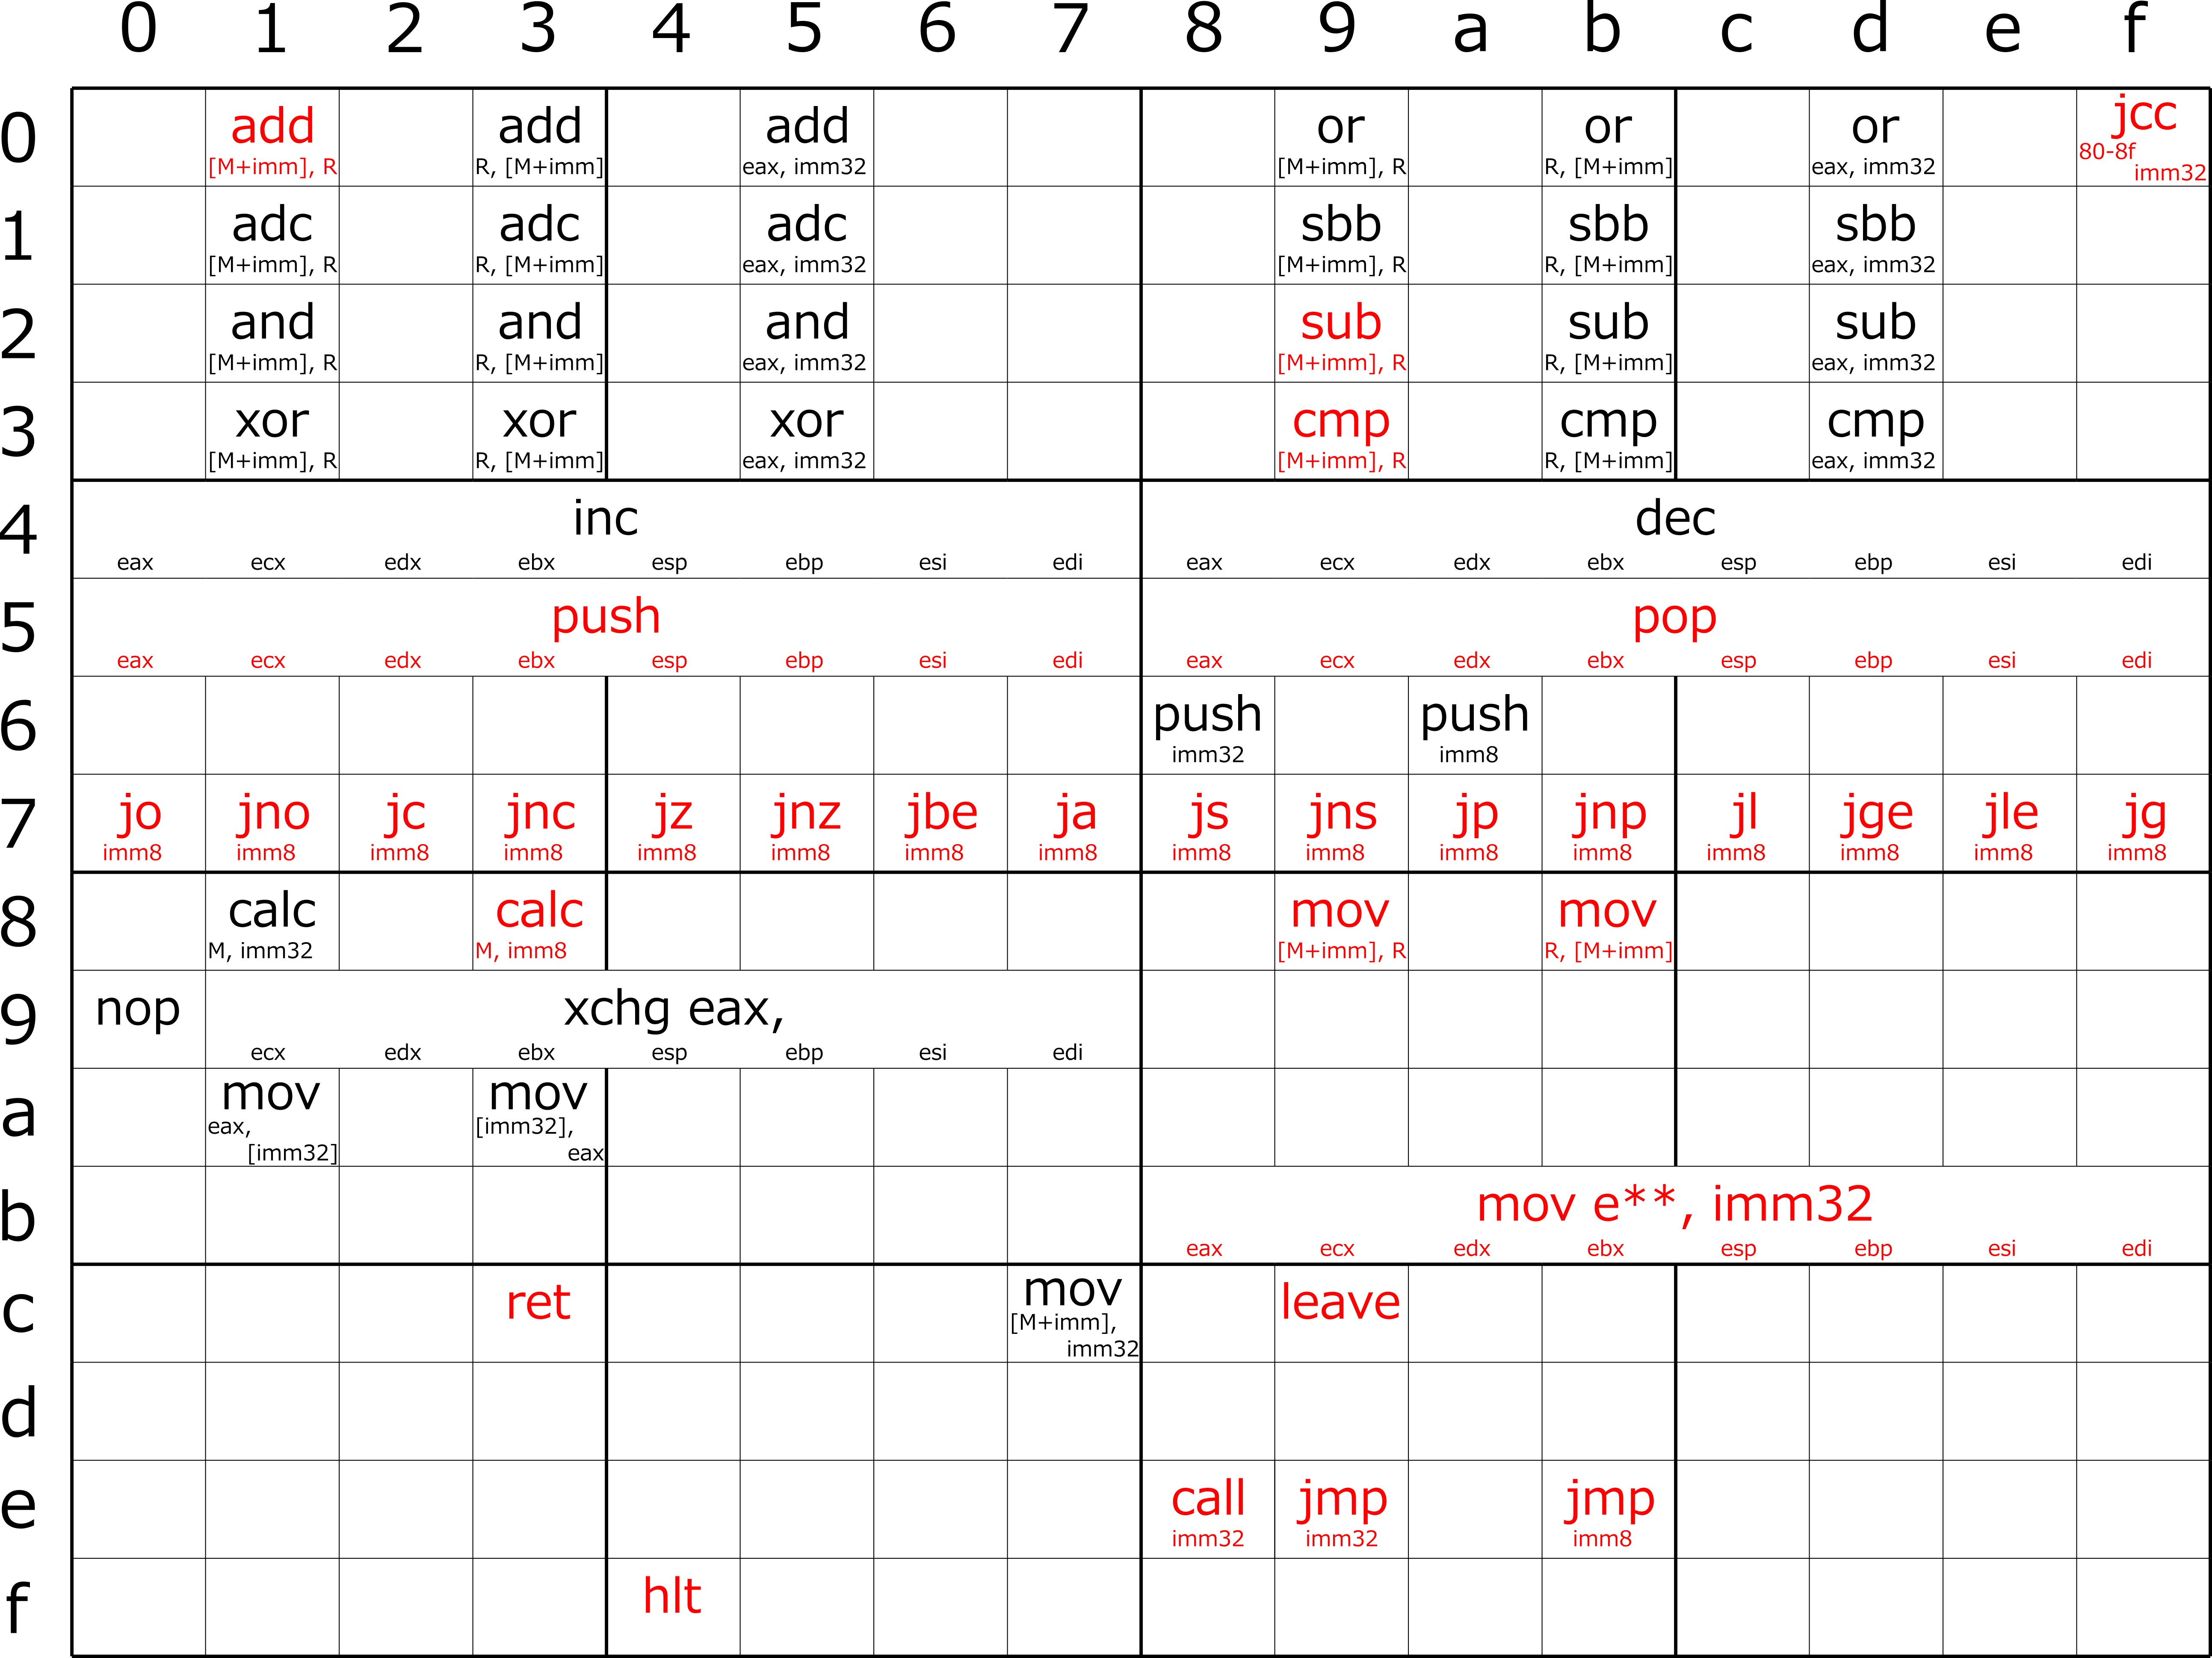 0 1 2 3 4 5 6 7 8 9 a b c d e f
0 add add add or or or jcc
[M+imm], R R, [M+imm] eax, imm32 [M+imm], R R, [M+imm] eax, imm32 80-8f
imm32
1 adc adc adc sbb sbb sbb
[M+imm], R R, [M+imm] eax, imm32 [M+imm], R R, [M+imm] eax, imm32
2 and and and sub sub sub
[M+imm], R R, [M+imm] eax, imm32 [M+imm], R R, [M+imm] eax, imm32
3 xor xor xor cmp cmp cmp
[M+imm], R R, [M+imm] eax, imm32 [M+imm], R R, [M+imm] eax, imm32
4 inc dec
eax ecx edx ebx esp ebp esi edi eax ecx edx ebx esp ebp esi edi
5 push pop
eax ecx edx ebx esp ebp esi edi eax ecx edx ebx esp ebp esi edi
6 push push
imm32 imm8
7 jo jno jc jnc jz jnz jbe ja js jns jp jnp jl jge jle jg
imm8 imm8 imm8 imm8 imm8 imm8 imm8 imm8 imm8 imm8 imm8 imm8 imm8 imm8 imm8 imm8
8 calc calc mov mov
M, imm32 M, imm8 [M+imm], R R, [M+imm]
9 nop xchg eax,
ecx edx ebx esp ebp esi edi
a mov mov
eax, [imm32],
[imm32] eax
b mov e**, imm32
eax ecx edx ebx esp ebp esi edi
c ret mov leave
[M+imm],
imm32
d
e call jmp jmp
imm32 imm32 imm8
f hlt